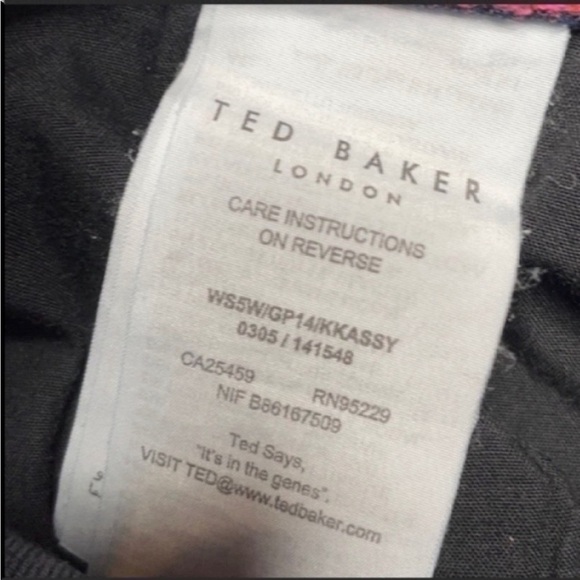 TED BAKER
LONDON
CARE INSTRUCTIONS
ON REVERSE
WS5W/GP14/KKASSY
0305 / 141548
CA25459 RN95229
NIF B86167509
Ted Says,
"It's in the genes".
VISIT TED@www.tedbaker.com